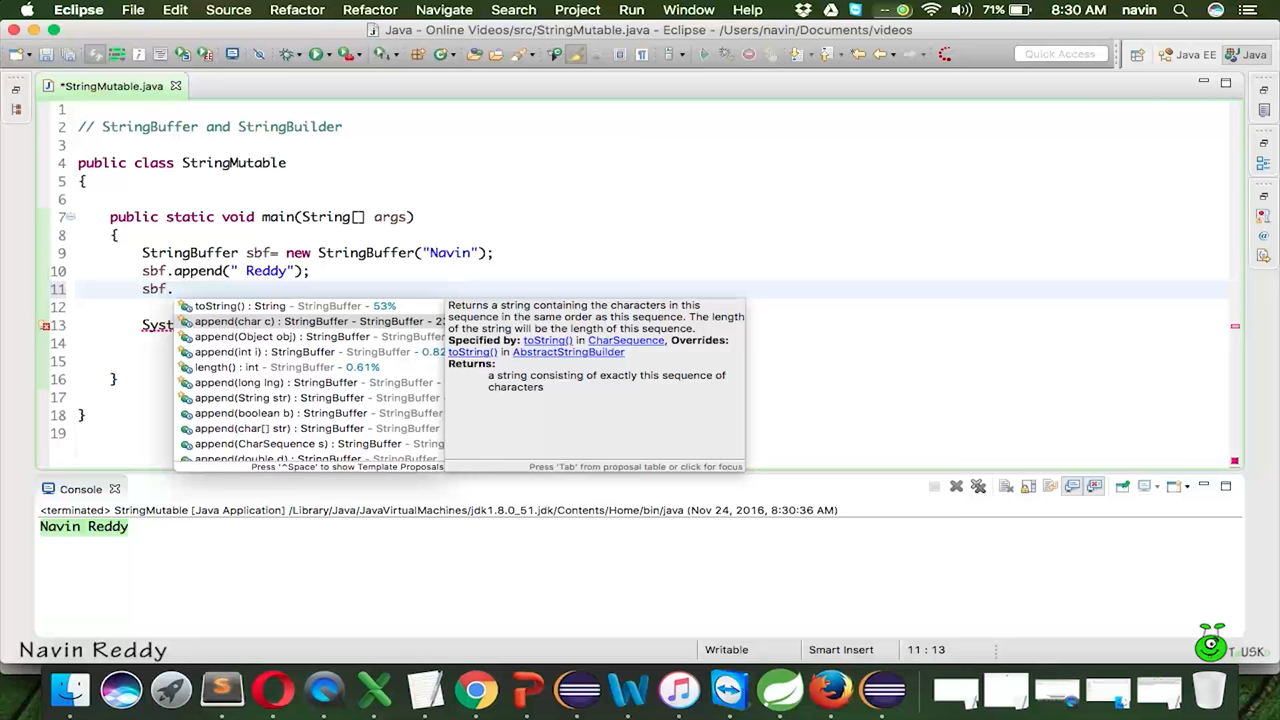 Eclipse File Edit Source Refactor Refactor Navigate Search Project Run Window Help 71% 8:30 AM navin
Java - Online Videos/src/StringMutable.java - Eclipse - /Users/navin/Documents/videos
Quick Access Java EE Java
*StringMutable.java
1
2 // StringBuffer and StringBuilder
3
4 public class StringMutable
5 {
6
7 public static void main(String[] args)
8 {
9 StringBuffer sbf= new StringBuffer("Navin");
10 sbf.append(" Reddy");
11 sbf.
12
13 Syst
14
15
16 }
17
18 }
19
toString() : String - StringBuffer - 53%
append(char c) : StringBuffer - StringBuffer - 23
append(Object obj) : StringBuffer - StringBuffer
append(int i) : StringBuffer - StringBuffer - 0.82
length() : int - 0.61%
append(long lng) : StringBuffer - StringBuffer
append(String str) : StringBuffer - StringBuffer
append(boolean b) : StringBuffer - StringBuffer
append(char[] str) : StringBuffer - StringBuffer
append(CharSequence s) : StringBuffer - StringBuffer
append(double d) : StringBuffer - StringBuffer
Press '^Space' to show Template Proposals
Returns a string containing the characters in this
sequence in the same order as this sequence. The length
of the string will be the length of this sequence.
Specified by: toString() in CharSequence, Overrides:
toString() in AbstractStringBuilder
Returns:
a string consisting of exactly this sequence of
characters
Press 'Tab' from proposal table or click for focus
Console
<terminated> StringMutable [Java Application] /Library/Java/JavaVirtualMachines/jdk1.8.0_51.jdk/Contents/Home/bin/java (Nov 24, 2016, 8:30:36 AM)
Navin Reddy
Navin Reddy
Writable Smart Insert 11 : 13